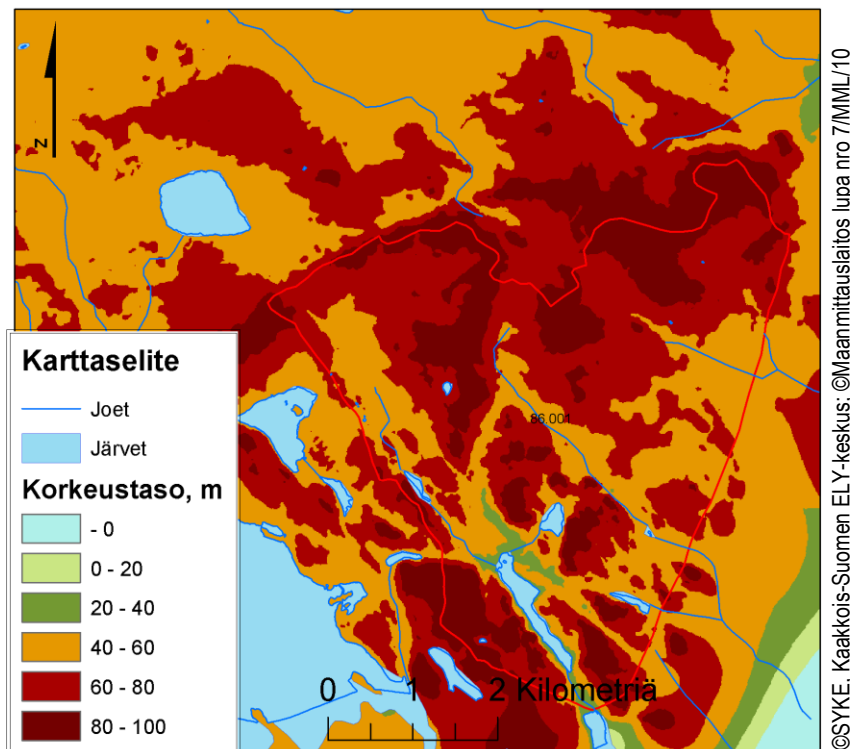 N
Karttaselite
Joet
Järvet
Korkeustaso, m
- 0
0 - 20
20 - 40
40 - 60
60 - 80
80 - 100
86.001
0 1 2 Kilometriä
©SYKE. Kaakkois-Suomen ELY-keskus: ©Maanmittauslaitos lupa nro 7/MML/10